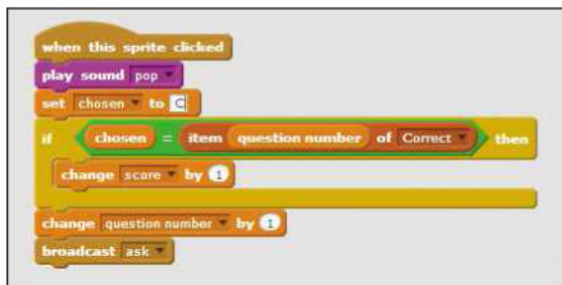 when this sprite clicked
play sound pop
set chosen to C
if chosen = item question number of Correct then
change score by 1
change question number by 1
broadcast ask